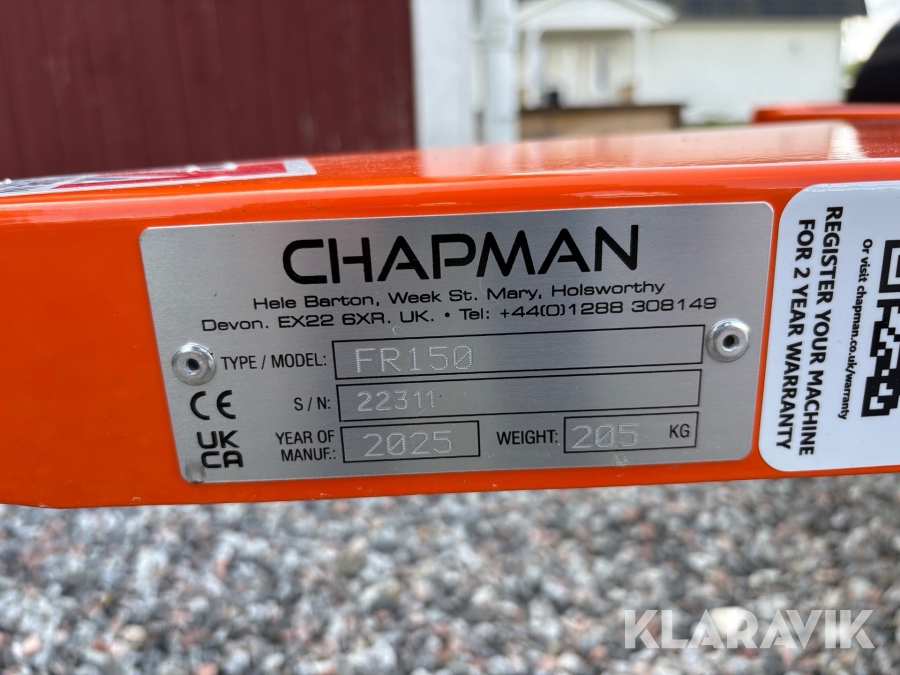 CHAPMAN
Hele Barton, Week St. Mary, Holsworthy
Devon. EX22 6XR. UK. • Tel: +44(0)1288 308149
TYPE / MODEL: FR150
S / N: 22311
CE
UK
CA
YEAR OF
MANUF.: 2025
WEIGHT: 205 KG
REGISTER YOUR MACHINE
FOR 2 YEAR WARRANTY
Or visit chapman.co.uk/warranty
KLARAVIK